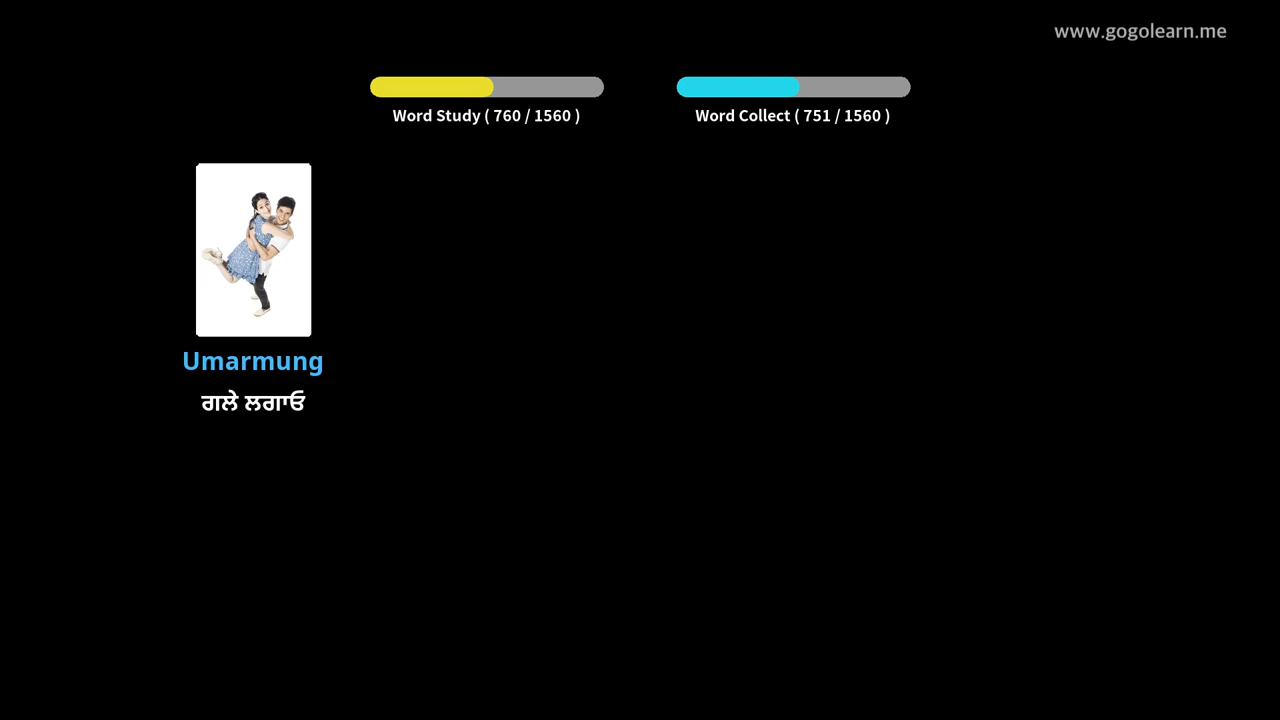 www.gogolearn.me
Word Study ( 760 / 1560 )
Word Collect ( 751 / 1560 )
Umarmung
ਗਲੇ ਲਗਾਓ